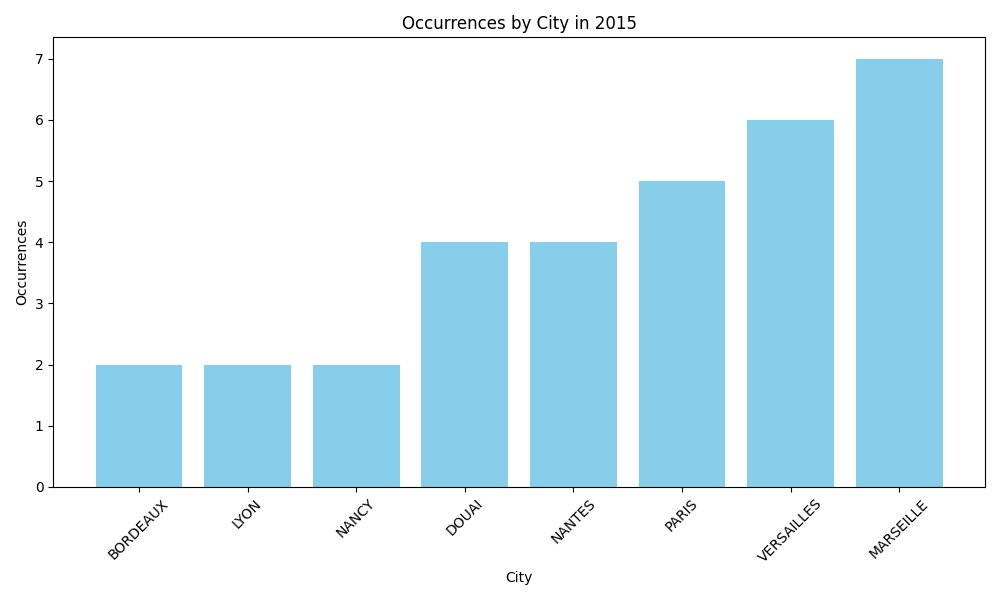 Occurrences by City in 2015
Occurrences
7
6
5
4
3
2
1
0
BORDEAUX
LYON
NANCY
DOUAI
NANTES
PARIS
VERSAILLES
MARSEILLE
City